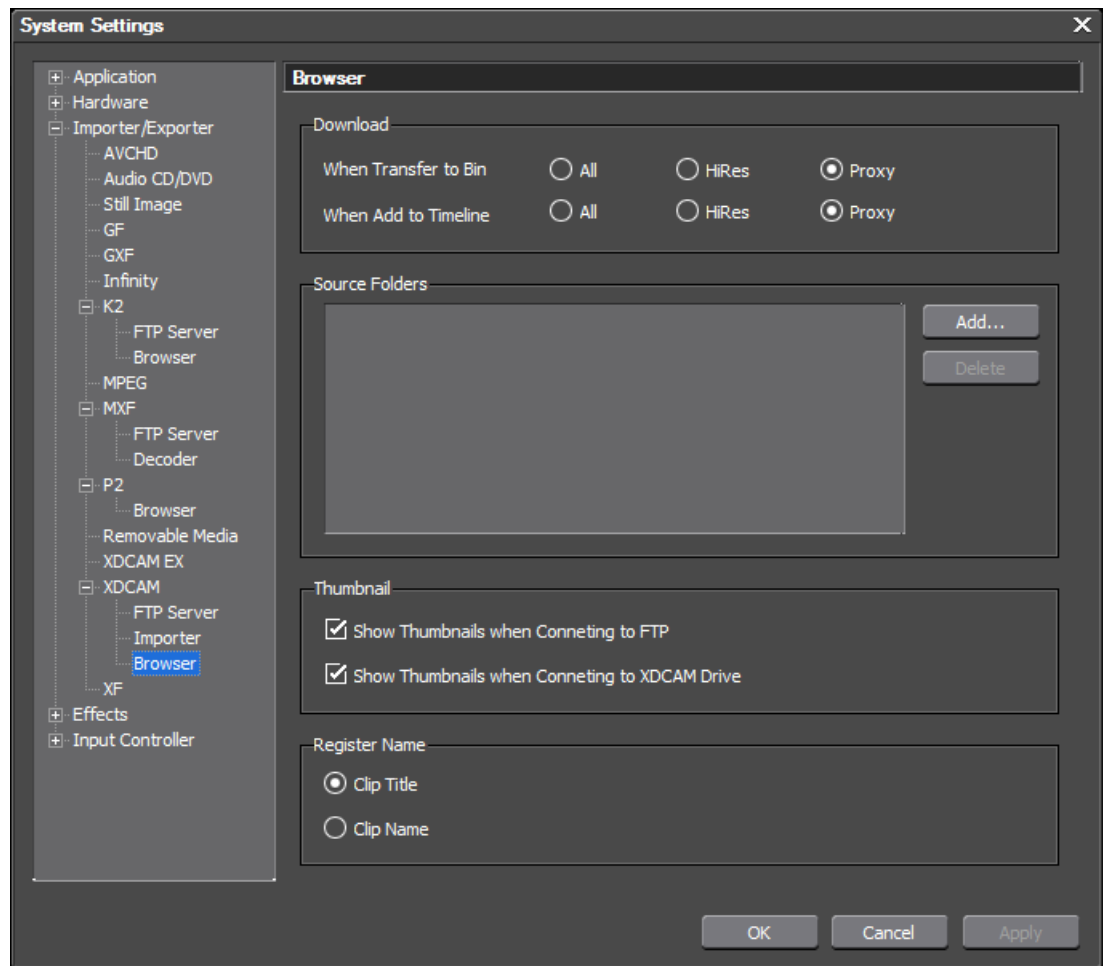 System Settings
Application
Hardware
Importer/Exporter
AVCHD
Audio CD/DVD
Still Image
GF
GXF
Infinity
K2
FTP Server
Browser
MPEG
MXF
FTP Server
Decoder
P2
Browser
Removable Media
XDCAM EX
XDCAM
FTP Server
Importer
Browser
XF
Effects
Input Controller
Browser
Download
When Transfer to Bin All HiRes Proxy
When Add to Timeline All HiRes Proxy
Source Folders
Add...
Delete
Thumbnail
Show Thumbnails when Conneting to FTP
Show Thumbnails when Conneting to XDCAM Drive
Register Name
Clip Title
Clip Name
OK Cancel Apply